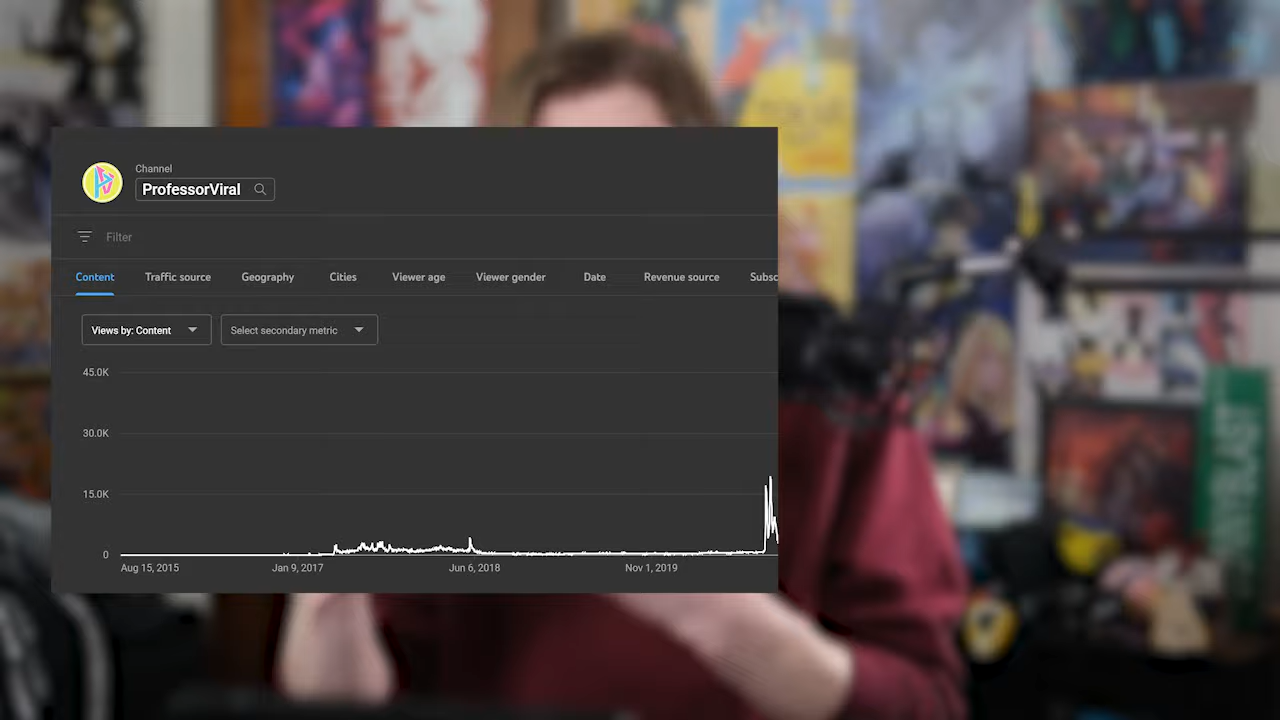 Channel
ProfessorViral
Filter
Content Traffic source Geography Cities Viewer age Viewer gender Date Revenue source Subsc
Views by: Content Select secondary metric
45.0K
30.0K
15.0K
0
Aug 15, 2015 Jan 9, 2017 Jun 6, 2018 Nov 1, 2019